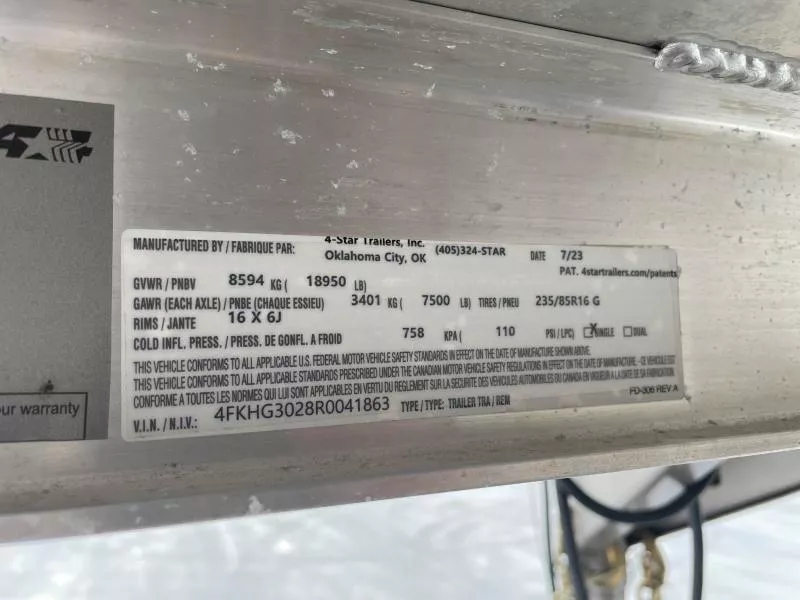 MANUFACTURED BY / FABRIQUE PAR: 4-Star Trailers, Inc. (405)324-STAR DATE 7/23
Oklahoma City, OK
PAT. 4startrailers.com/patents
GVWR / PNBV 8594 KG ( 18950 LB)
GAWR (EACH AXLE) / PNBE (CHAQUE ESSIEU) 3401 KG ( 7500 LB) TIRES / PNEU 235/85R16 G
RIMS / JANTE 16 X 6J
COLD INFL. PRESS. / PRESS. DE GONFL. A FROID 758 KPA ( 110 PSI / LPC) X SINGLE DUAL
THIS VEHICLE CONFORMS TO ALL APPLICABLE U.S. FEDERAL MOTOR VEHICLE SAFETY STANDARDS IN EFFECT ON THE DATE OF MANUFACTURE SHOWN ABOVE.
THIS VEHICLE CONFORMS TO ALL APPLICABLE STANDARDS PRESCRIBED UNDER THE CANADIAN MOTOR VEHICLE SAFETY REGULATIONS IN EFFECT ON THE DATE OF MANUFACTURE. - CE VEHICULE EST
CONFORME A TOUTES LES NORMES QUI LUI SONT APPLICABLES EN VERTU DU REGLEMENT SUR LA SECURITE DES VEHICULES AUTOMOBILES DU CANADA EN VIGUEUR A LA DATE DE SA FABRICATION
FD-306 REV A
V.I.N. / N.I.V.: 4FKHG3028R0041863 TYPE / TYPE: TRAILER TRA / REM
our warranty